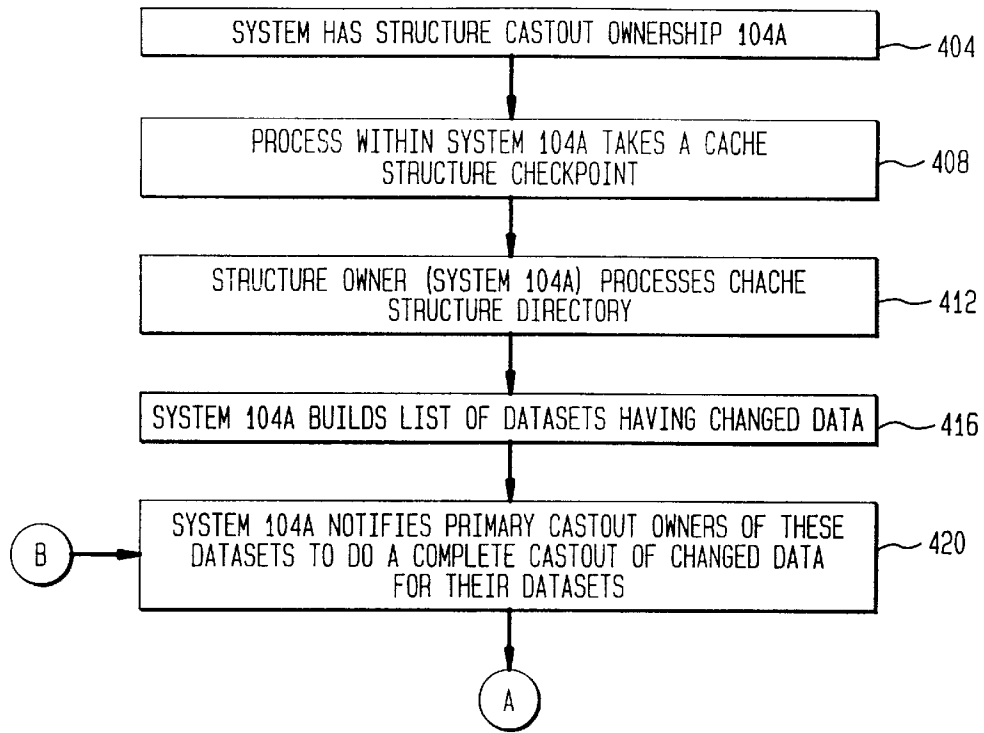 SYSTEM HAS STRUCTURE CASTOUT OWNERSHIP 104A
404
PROCESS WITHIN SYSTEM 104A TAKES A CACHE
STRUCTURE CHECKPOINT
408
STRUCTURE OWNER (SYSTEM 104A) PROCESSES CHACHE
STRUCTURE DIRECTORY
412
SYSTEM 104A BUILDS LIST OF DATASETS HAVING CHANGED DATA
416
B
SYSTEM 104A NOTIFIES PRIMARY CASTOUT OWNERS OF THESE
DATASETS TO DO A COMPLETE CASTOUT OF CHANGED DATA
FOR THEIR DATASETS
420
A